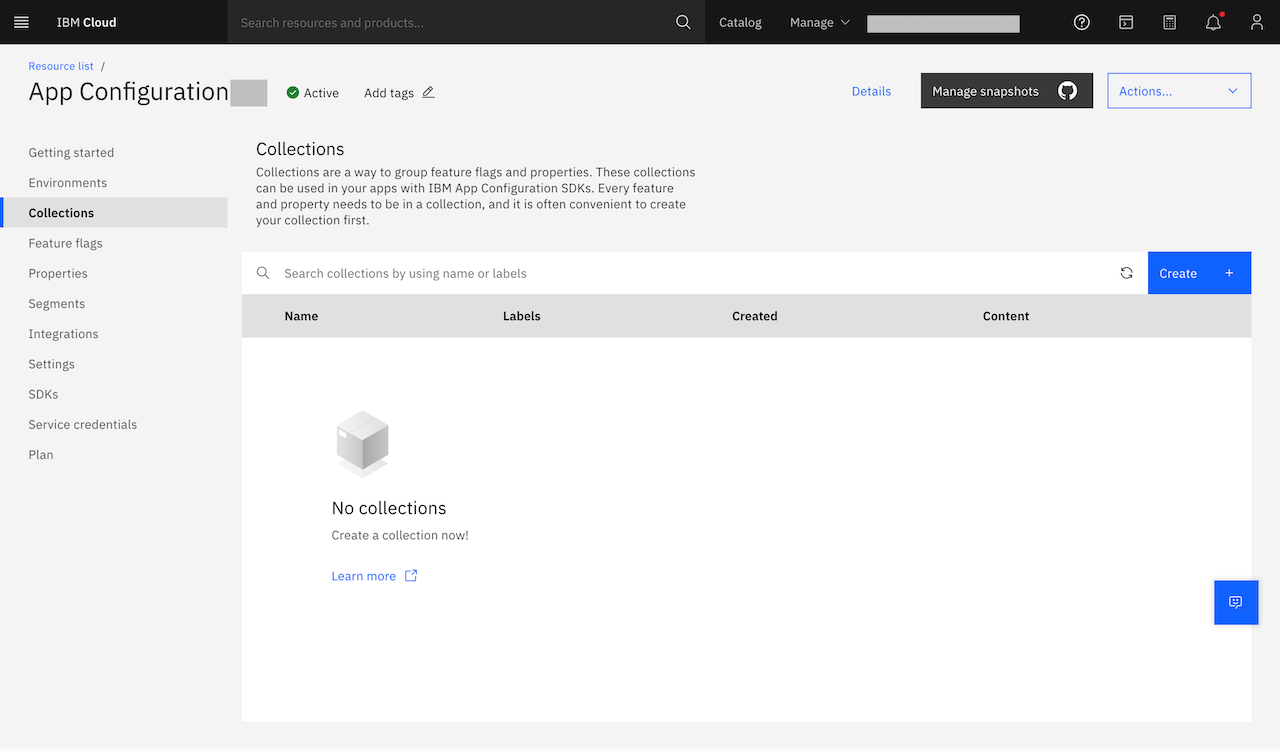 IBM Cloud
Search resources and products...
Catalog
Manage
Resource list /
App Configuration
Active
Add tags
Details
Manage snapshots
Actions...
Getting started
Environments
Collections
Feature flags
Properties
Segments
Integrations
Settings
SDKs
Service credentials
Plan
Collections
Collections are a way to group feature flags and properties. These collections
can be used in your apps with IBM App Configuration SDKs. Every feature
and property needs to be in a collection, and it is often convenient to create
your collection first.
Search collections by using name or labels
Create +
Name Labels Created Content
No collections
Create a collection now!
Learn more